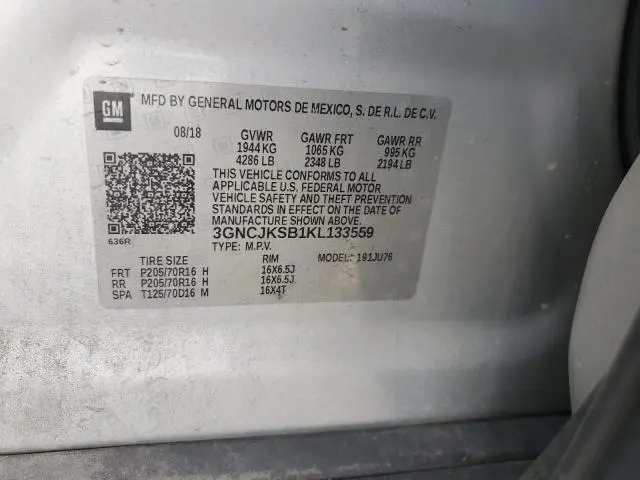 GM
MFD BY GENERAL MOTORS DE MEXICO, S. DE R.L. DE C.V.
08/18 GVWR GAWR FRT GAWR RR
1944 KG 1065 KG 995 KG
4286 LB 2348 LB 2194 LB
THIS VEHICLE CONFORMS TO ALL
APPLICABLE U.S. FEDERAL MOTOR
VEHICLE SAFETY AND THEFT PREVENTION
STANDARDS IN EFFECT ON THE DATE OF
MANUFACTURE SHOWN ABOVE.
3GNCJKSB1KL133559
636R TYPE: M.P.V.
TIRE SIZE RIM MODEL: 191JU76
FRT P205/70R16 H 16X6.5J
RR P205/70R16 H 16X6.5J
SPA T125/70D16 M 16X4T